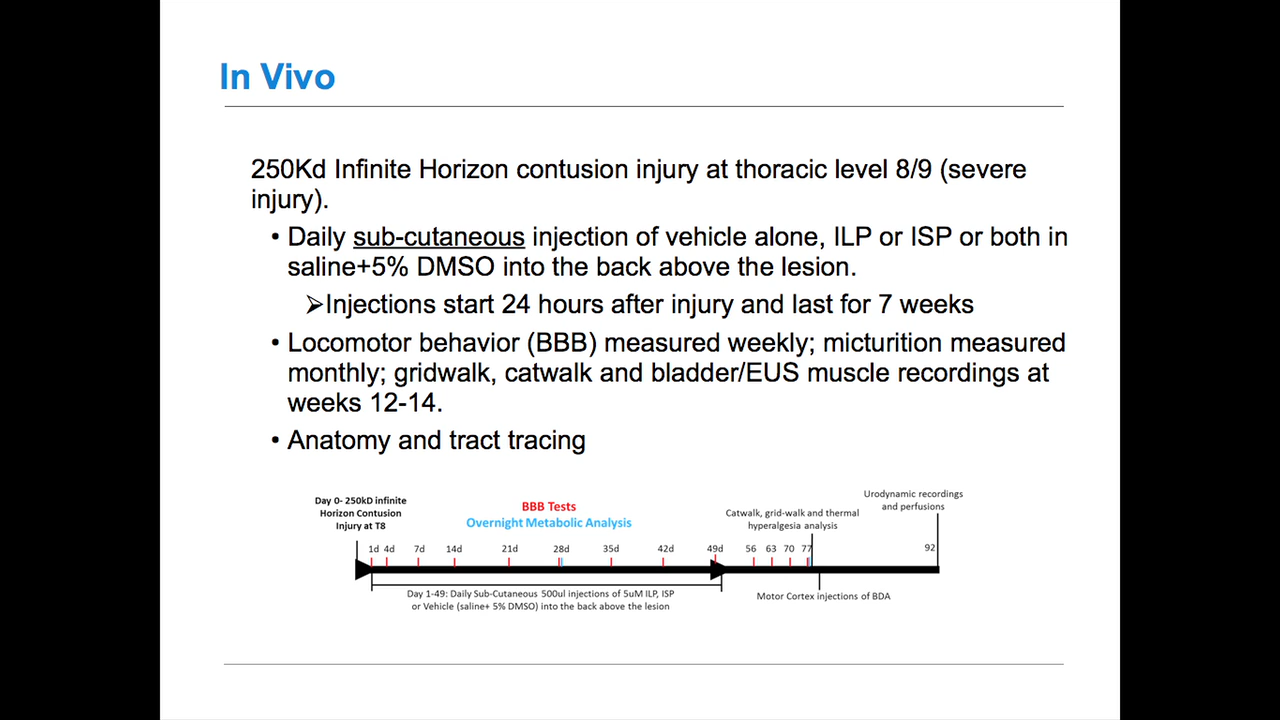 In Vivo
250Kd Infinite Horizon contusion injury at thoracic level 8/9 (severe
injury).
• Daily sub-cutaneous injection of vehicle alone, ILP or ISP or both in
saline+5% DMSO into the back above the lesion.
➢Injections start 24 hours after injury and last for 7 weeks
• Locomotor behavior (BBB) measured weekly; micturition measured
monthly; gridwalk, catwalk and bladder/EUS muscle recordings at
weeks 12-14.
• Anatomy and tract tracing
Day 0- 250kD infinite
Horizon Contusion
Injury at T8
BBB Tests
Overnight Metabolic Analysis
Catwalk, grid-walk and thermal
hyperalgesia analysis
Urodynamic recordings
and perfusions
1d 4d 7d 14d 21d 28d 35d 42d 49d 56 63 70 77 92
Day 1-49: Daily Sub-Cutaneous 500ul injections of 5uM ILP, ISP
or Vehicle (saline+ 5% DMSO) into the back above the lesion
Motor Cortex injections of BDA